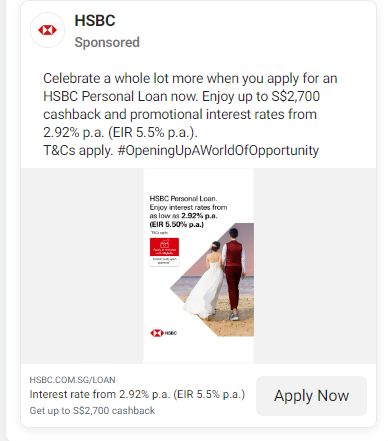 HSBC
Sponsored
Celebrate a whole lot more when you apply for an
HSBC Personal Loan now. Enjoy up to S$2,700
cashback and promotional interest rates from
2.92% p.a. (EIR 5.5% p.a.).
T&Cs apply. #OpeningUpAWorldOfOpportunity
HSBC Personal Loan.
Enjoy interest rates from
as low as 2.92% p.a.
(EIR 5.50% p.a.)
T&Cs apply
HSBC
HSBC.COM.SG/LOAN
Interest rate from 2.92% p.a. (EIR 5.5% p.a.)
Get up to S$2,700 cashback
Apply Now